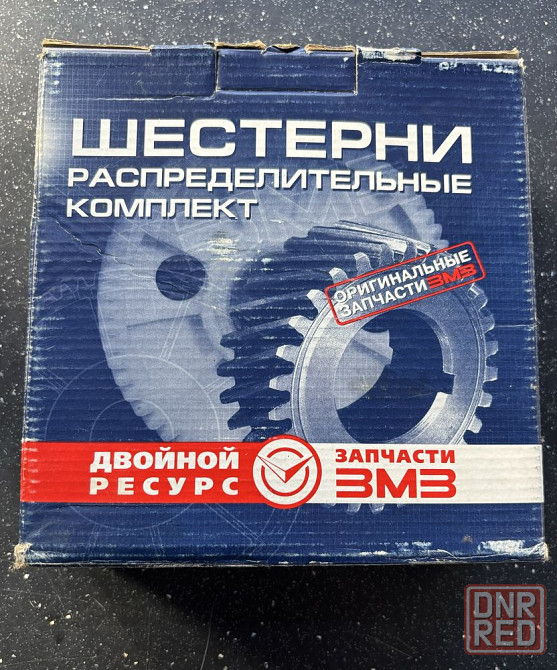 ШЕСТЕРНИ
РАСПРЕДЕЛИТЕЛЬНЫЕ
КОМПЛЕКТ
ОРИГИНАЛЬНЫЕ
ЗАПЧАСТИ ЗМЗ
ДВОЙНОЙ
РЕСУРС
ЗАПЧАСТИ
ЗМЗ
DNR
RED